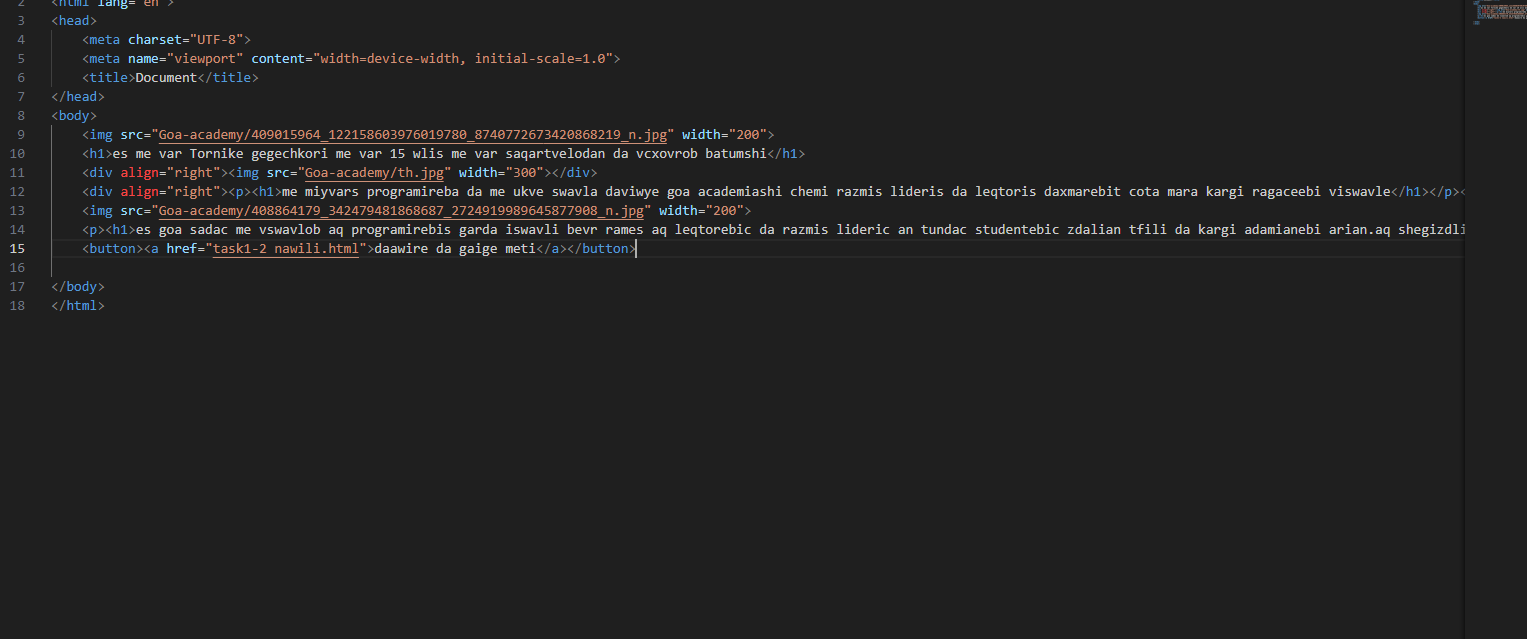 2 <html lang="en">
3 <head>
4 <meta charset="UTF-8">
5 <meta name="viewport" content="width=device-width, initial-scale=1.0">
6 <title>Document</title>
7 </head>
8 <body>
9 <img src="Goa-academy/409015964_122158603976019780_8740772673420868219_n.jpg" width="200">
10 <h1>es me var Tornike gegechkori me var 15 wlis me var saqartvelodan da vcxovrob batumshi</h1>
11 <div align="right"><img src="Goa-academy/th.jpg" width="300"></div>
12 <div align="right"><p><h1>me miyvars programireba da me ukve swavla daviwye goa academiashi chemi razmis lideris da leqtoris daxmarebit cota mara kargi ragaceebi viswavle</h1></p><
13 <img src="Goa-academy/408864179_342479481868687_2724919989645877908_n.jpg" width="200">
14 <p><h1>es goa sadac me vswavlob aq programirebis garda iswavli bevr rames aq leqtorebic da razmis lideric an tundac studentebic zdalian tfili da kargi adamianebi arian.aq shegizdli
15 <button><a href="task1-2 nawili.html">daawire da gaige meti</a></button>
16
17 </body>
18 </html>